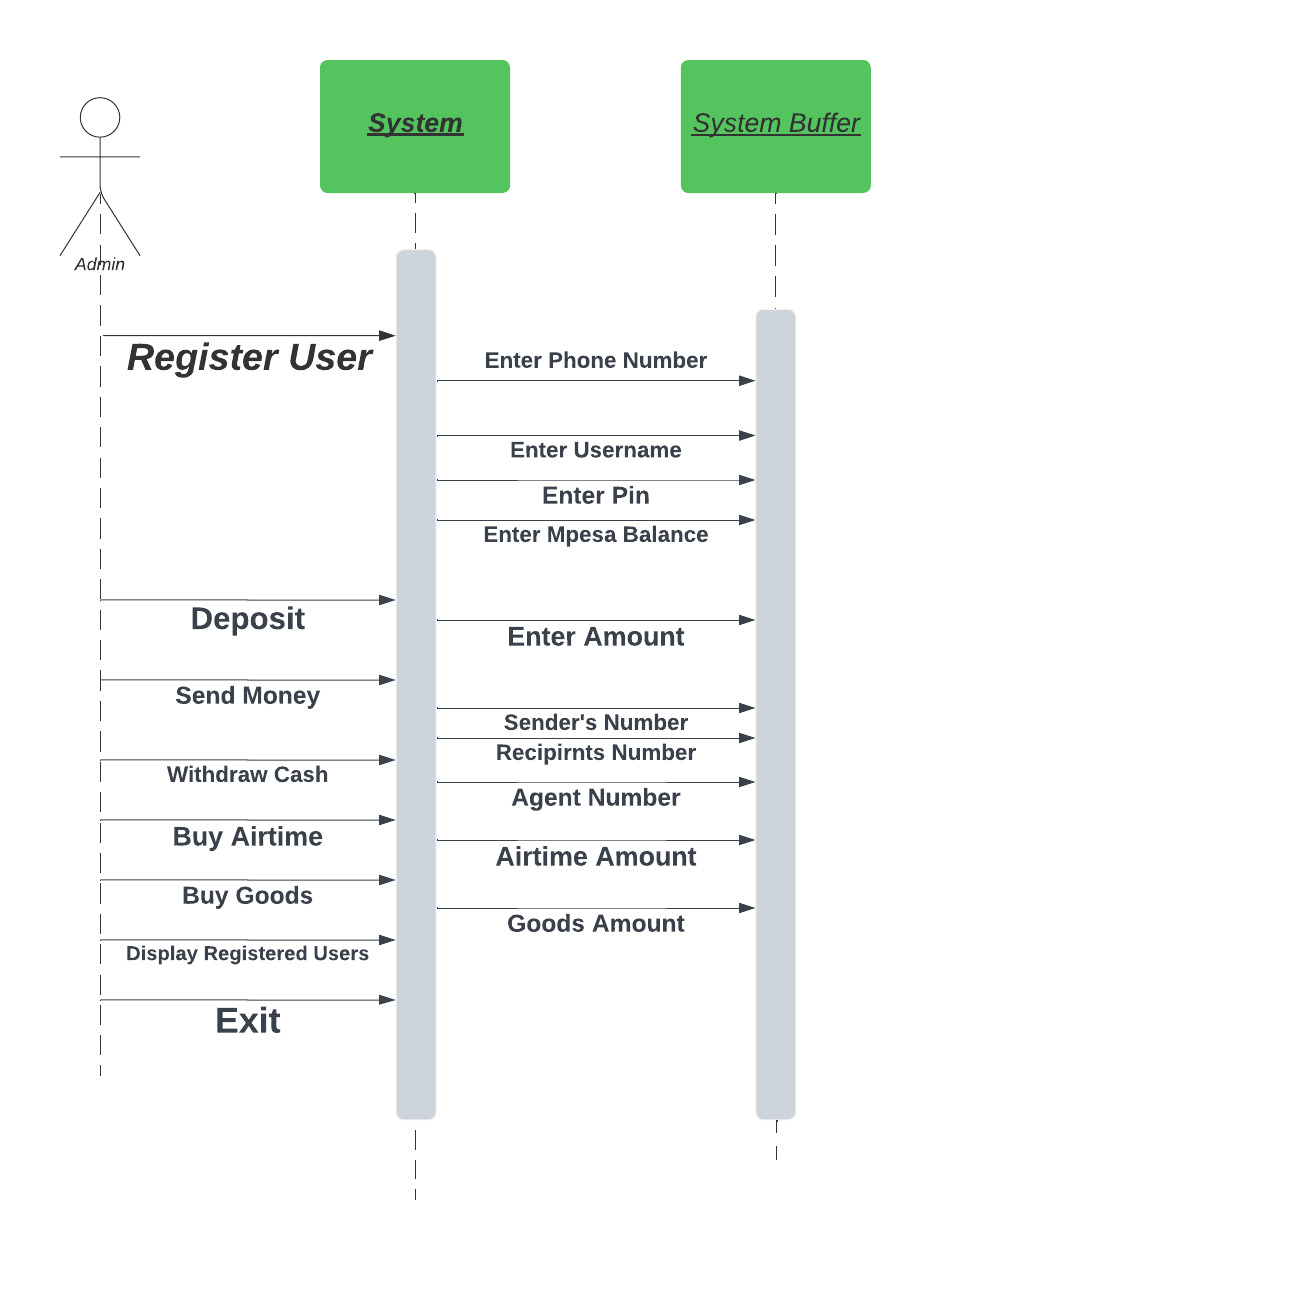 System
System Buffer
Admin
Register User
Enter Phone Number
Enter Username
Enter Pin
Enter Mpesa Balance
Deposit
Enter Amount
Send Money
Sender's Number
Recipirnts Number
Withdraw Cash
Agent Number
Buy Airtime
Airtime Amount
Buy Goods
Goods Amount
Display Registered Users
Exit